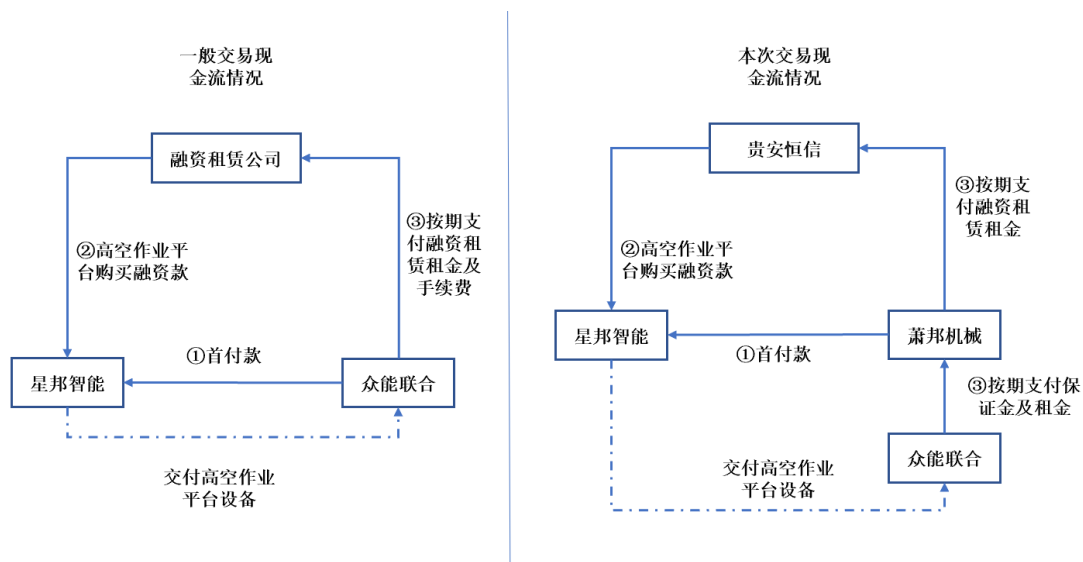 一般交易现
金流情况
融资租赁公司
③按期支
付融资租
赁租金及
手续费
②高空作业平
台购买融资款
①首付款
星邦智能
众能联合
交付高空作业
平台设备
本次交易现
金流情况
贵安恒信
③按期支
付融资租
赁租金
②高空作业平
台购买融资款
星邦智能
萧邦机械
①首付款
③按期支付保
证金及租金
众能联合
交付高空作业
平台设备